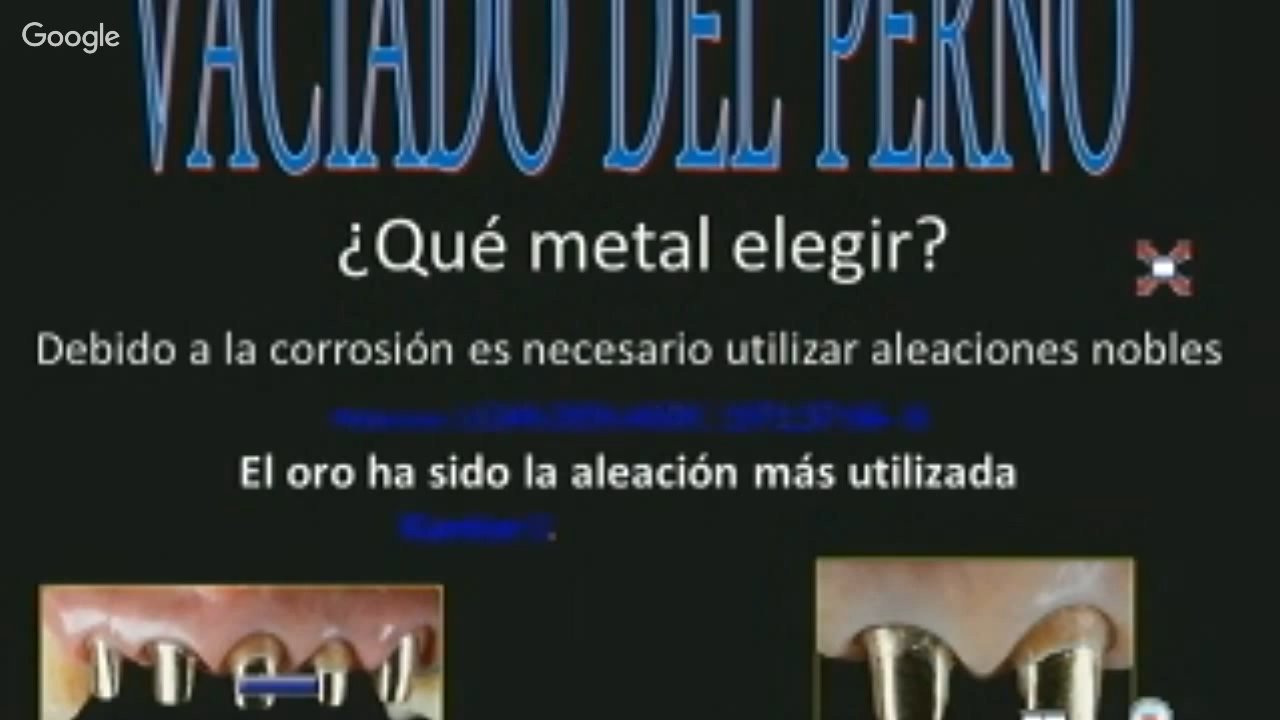 Google
VACIADO DEL PERNO
¿Qué metal elegir?
Debido a la corrosión es necesario utilizar aleaciones nobles
El oro ha sido la aleación más utilizada